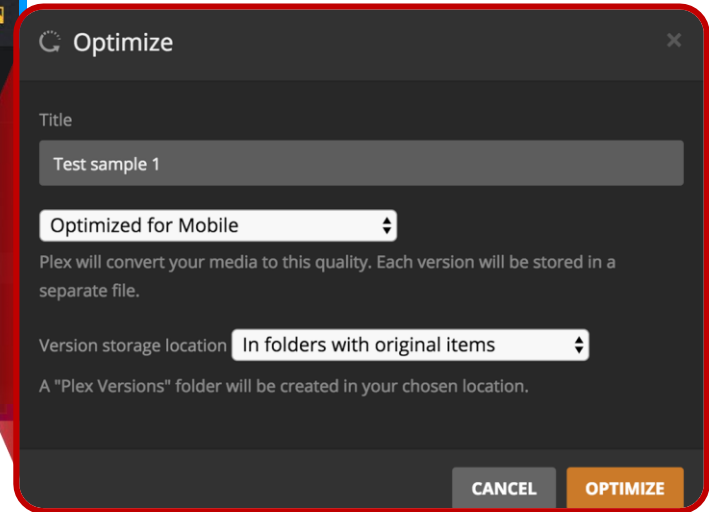 Optimize
Title
Test sample 1
Optimized for Mobile
Plex will convert your media to this quality. Each version will be stored in a
separate file.
Version storage location In folders with original items
A "Plex Versions" folder will be created in your chosen location.
CANCEL OPTIMIZE